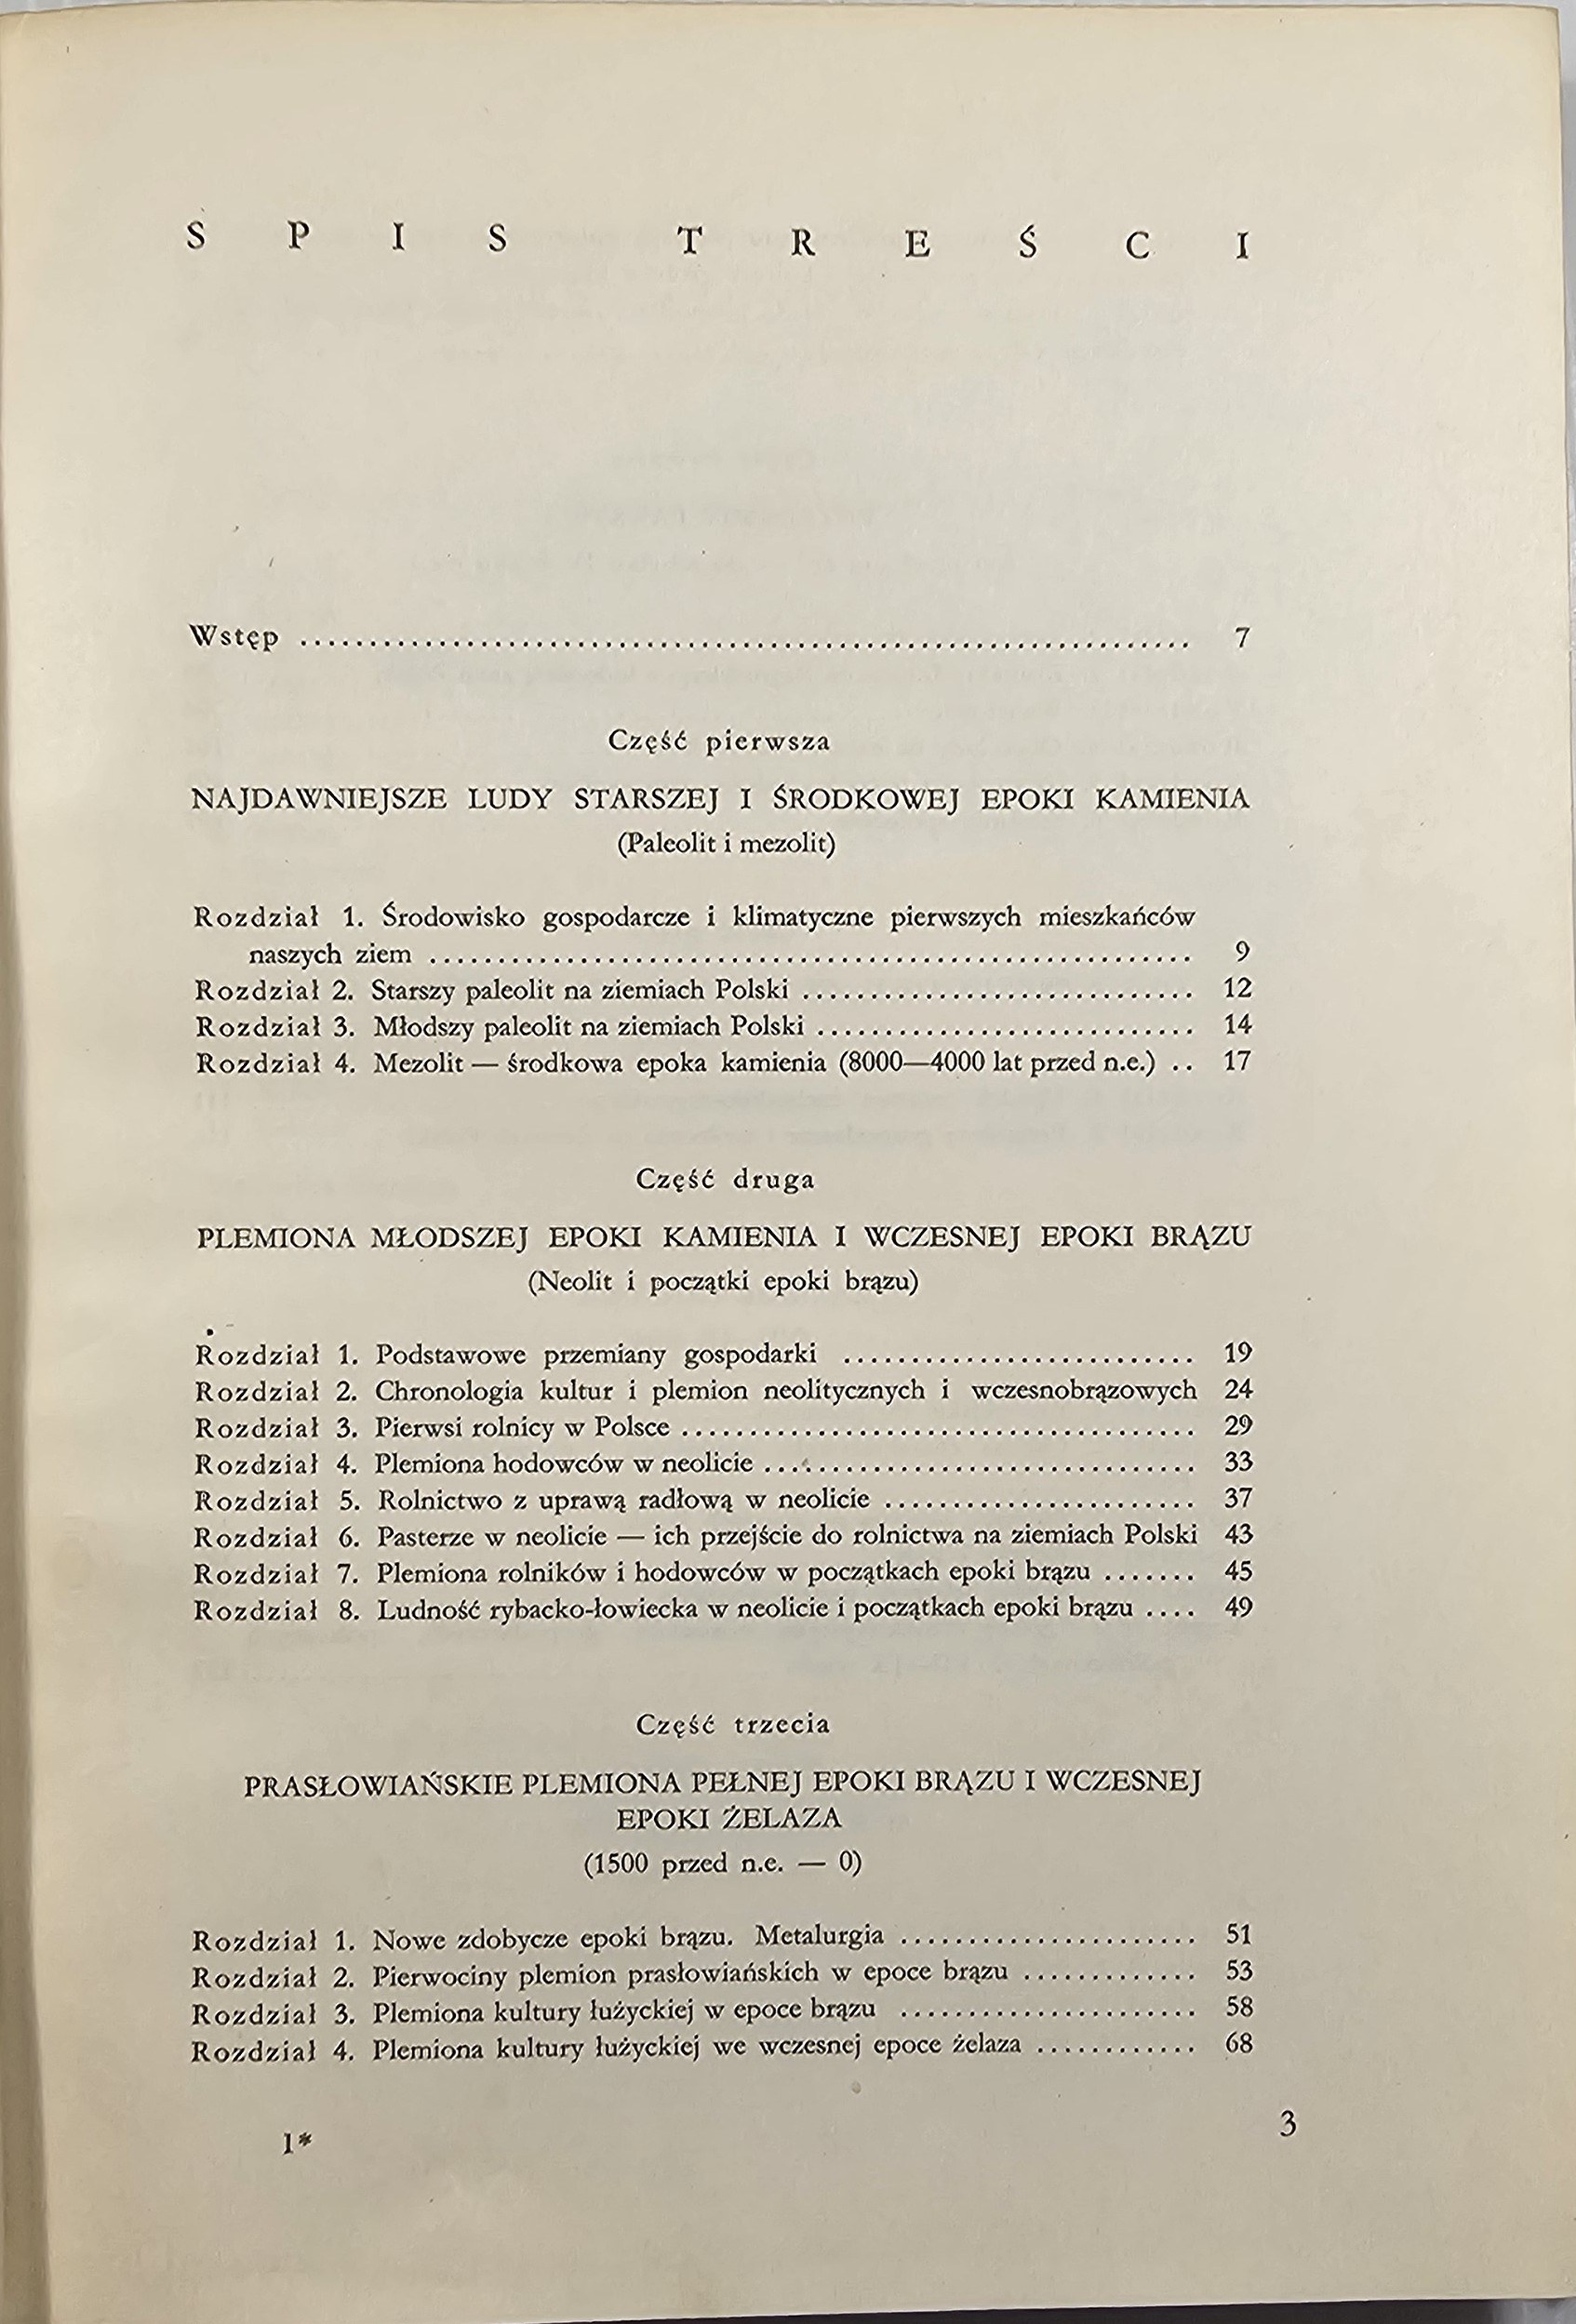 SPIS TREŚCI
Wstęp ................................................................ 7
Część pierwsza
NAJDAWNIEJSZE LUDY STARSZEJ I ŚRODKOWEJ EPOKI KAMIENIA
(Paleolit i mezolit)
Rozdział 1. Środowisko gospodarcze i klimatyczne pierwszych mieszkańców
naszych ziem ........................................................ 9
Rozdział 2. Starszy paleolit na ziemiach Polski ............................. 12
Rozdział 3. Młodszy paleolit na ziemiach Polski ............................ 14
Rozdział 4. Mezolit — środkowa epoka kamienia (8000—4000 lat przed n.e.) .. 17
Część druga
PLEMIONA MŁODSZEJ EPOKI KAMIENIA I WCZESNEJ EPOKI BRĄZU
(Neolit i początki epoki brązu)
Rozdział 1. Podstawowe przemiany gospodarki .......................... 19
Rozdział 2. Chronologia kultur i plemion neolitycznych i wczesnobrązowych 24
Rozdział 3. Pierwsi rolnicy w Polsce ...................................... 29
Rozdział 4. Plemiona hodowców w neolicie ................................ 33
Rozdział 5. Rolnictwo z uprawą radłową w neolicie ....................... 37
Rozdział 6. Pasterze w neolicie — ich przejście do rolnictwa na ziemiach Polski 43
Rozdział 7. Plemiona rolników i hodowców w początkach epoki brązu ....... 45
Rozdział 8. Ludność rybacko-łowiecka w neolicie i początkach epoki brązu .... 49
Część trzecia
PRASŁOWIAŃSKIE PLEMIONA PEŁNEJ EPOKI BRĄZU I WCZESNEJ
EPOKI ŻELAZA
(1500 przed n.e. — 0)
Rozdział 1. Nowe zdobycze epoki brązu. Metalurgia ...................... 51
Rozdział 2. Pierwociny plemion prasłowiańskich w epoce brązu ............. 53
Rozdział 3. Plemiona kultury łużyckiej w epoce brązu ...................... 58
Rozdział 4. Plemiona kultury łużyckiej we wczesnej epoce żelaza ............ 68
1*
3